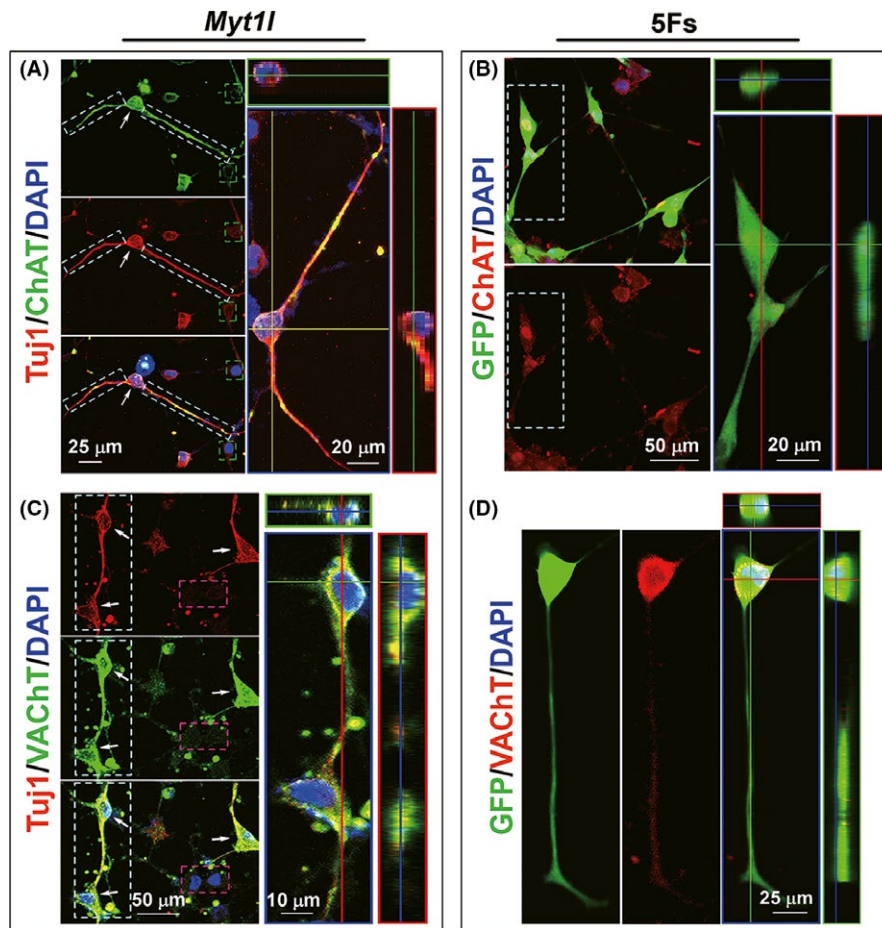 Myt1l
5Fs
(A)
Tuj1/ChAT/DAPI
25 µm
20 µm
(B)
GFP/ChAT/DAPI
50 µm
20 µm
(C)
Tuj1/VAChT/DAPI
50 µm
10 µm
(D)
GFP/VAChT/DAPI
25 µm